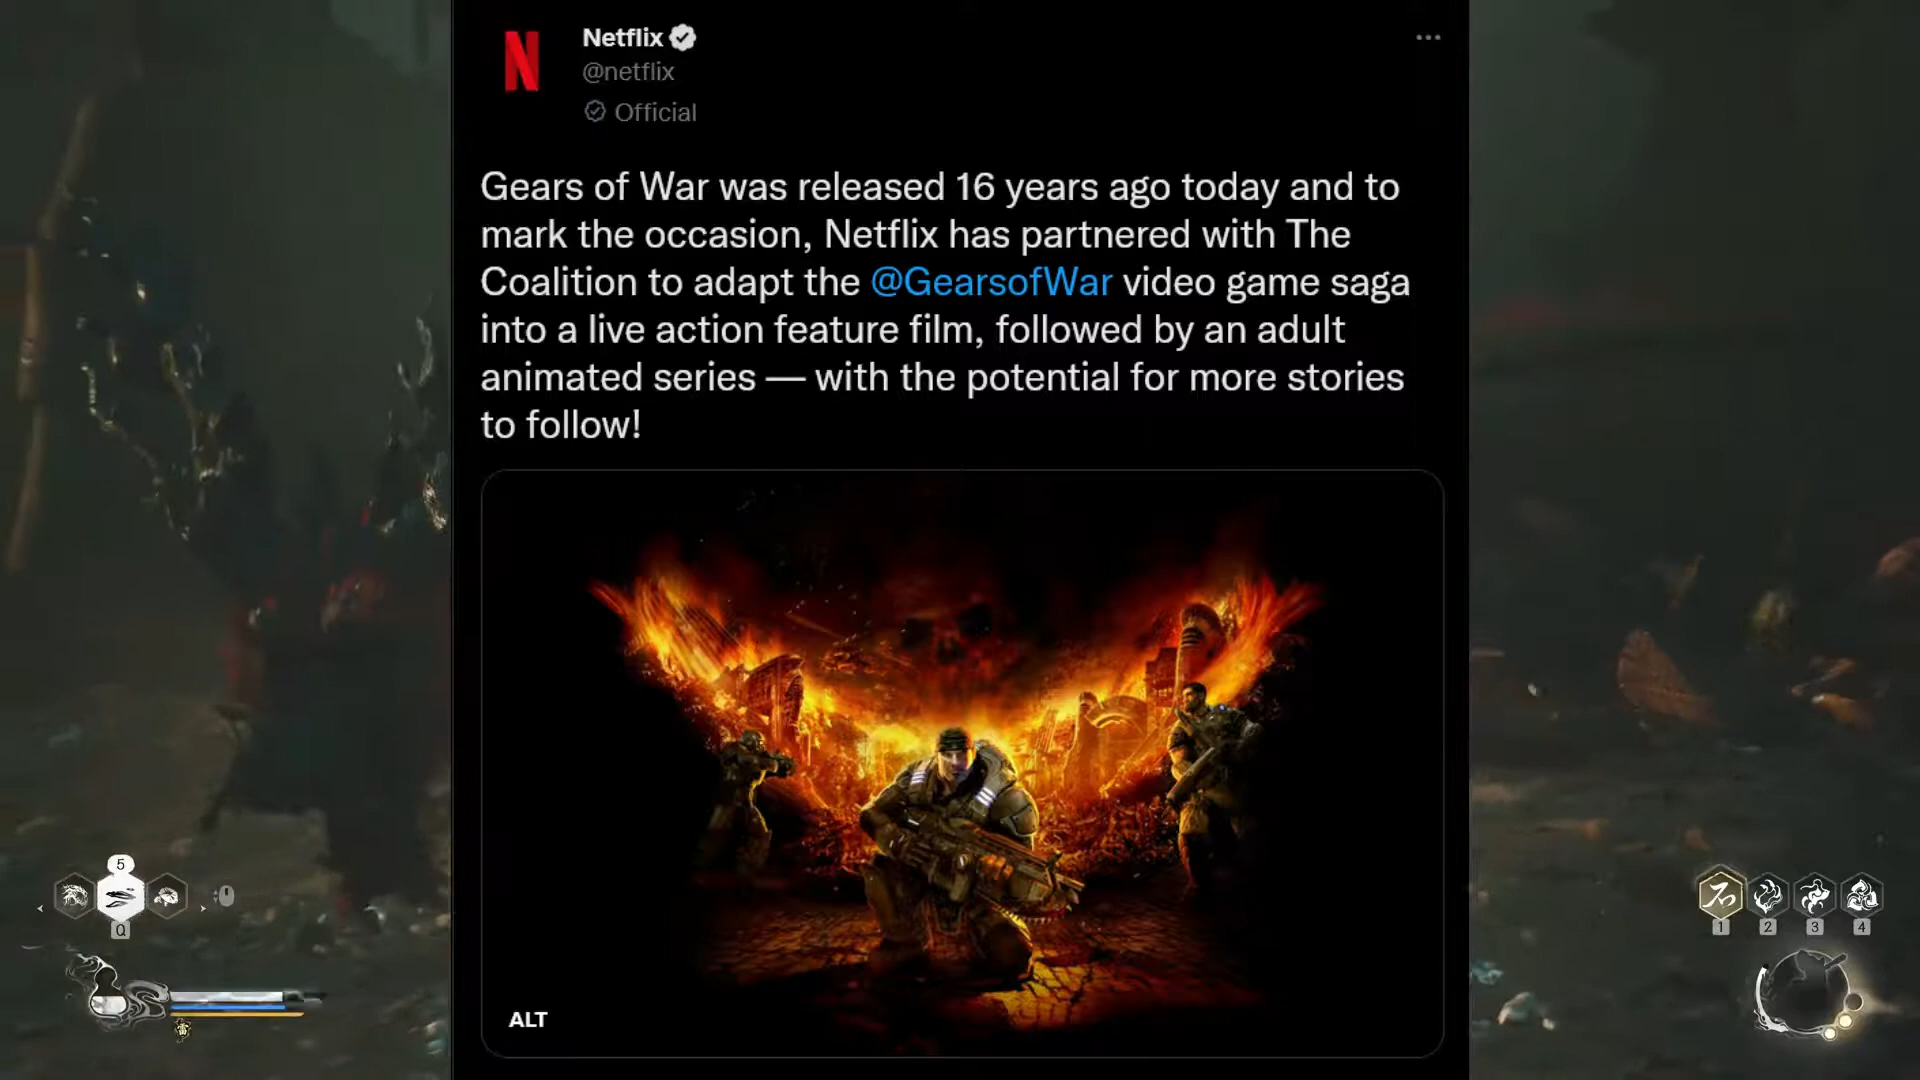 Netflix
@netflix
Official
Gears of War was released 16 years ago today and to
mark the occasion, Netflix has partnered with The
Coalition to adapt the @GearsofWar video game saga
into a live action feature film, followed by an adult
animated series — with the potential for more stories
to follow!
ALT
5
Q
1 2 3 4